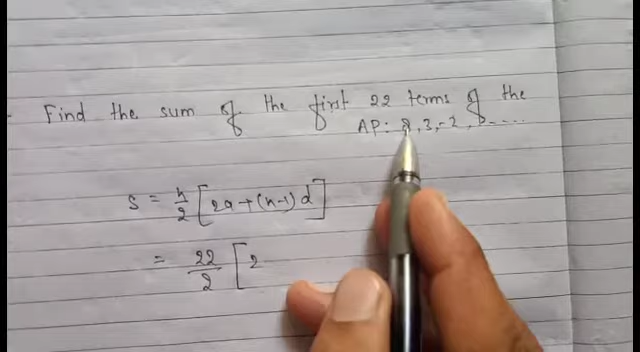 Find the sum of the first 22 terms of the
AP: 8, 3, -2, ......
S = n/2 [2a + (n-1) d]
= 22/2 [2